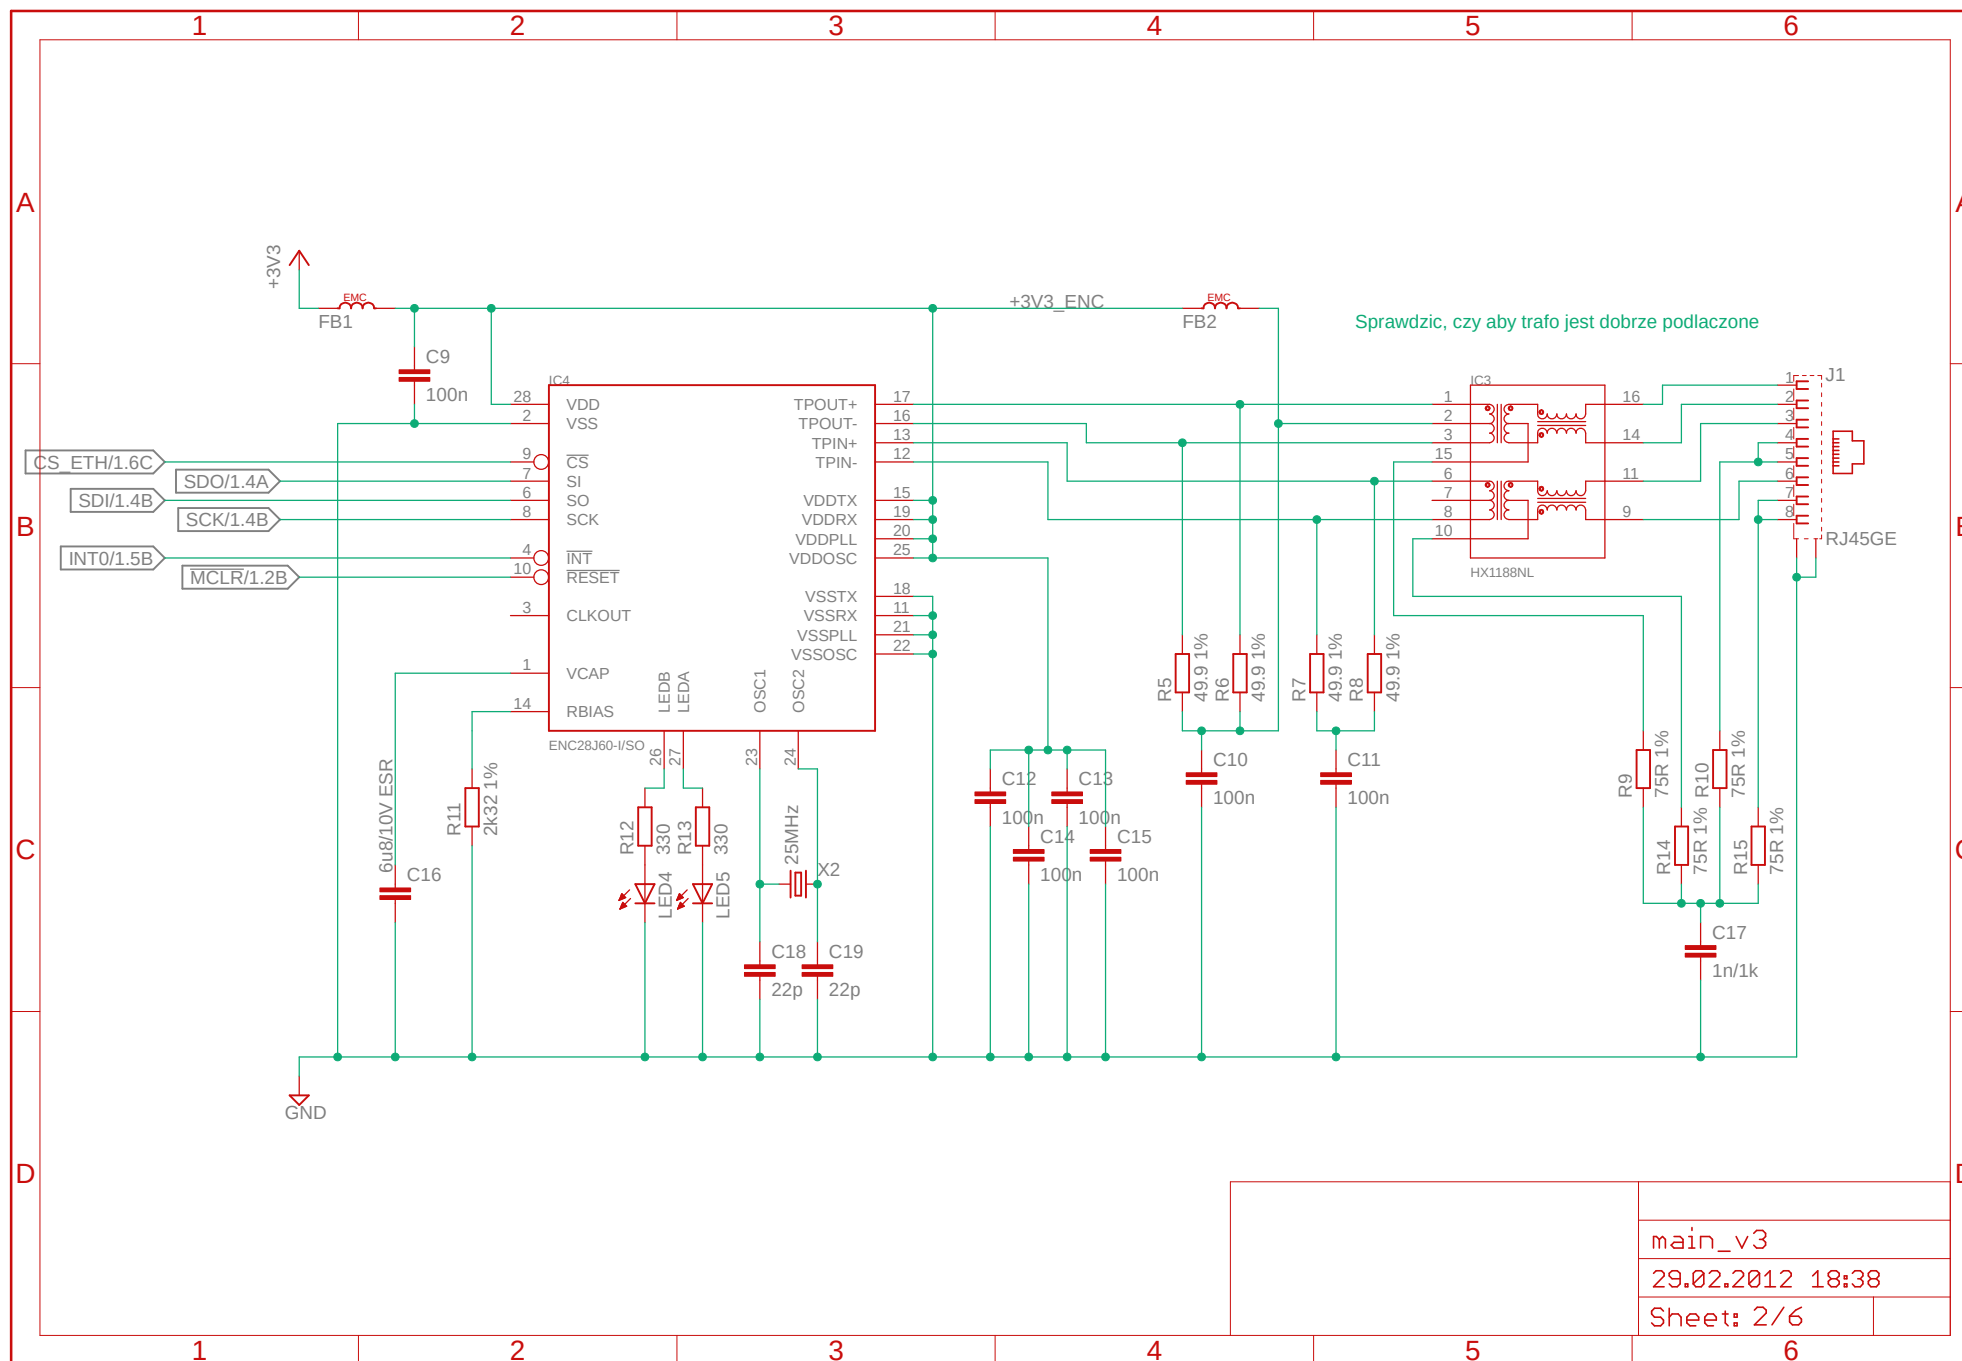 1 2 3 4 5 6
A A
+3V3
EMC
FB1
+3V3_ENC
EMC
FB2
Sprawdzic, czy aby trafo jest dobrze podlaczone
C9
100n
IC4
28 VDD
2 VSS
9 CS
7 SI
6 SO
8 SCK
4 INT
10 RESET
3 CLKOUT
1 VCAP
14 RBIAS
CS_ETH/1.6C
SDO/1.4A
SDI/1.4B
SCK/1.4B
INT0/1.5B
MCLR/1.2B
TPOUT+ 17
TPOUT- 16
TPIN+ 13
TPIN- 12
VDDTX 15
VDDRX 19
VDDPLL 20
VDDOSC 25
VSSTX 18
VSSRX 11
VSSPLL 21
VSSOSC 22
LEDB
LEDA
OSC1
OSC2
26
27
23
24
ENC28J60-I/SO
IC3
1
2
3
15
6
7
8
10
16
14
11
9
HX1188NL
J1
1
2
3
4
5
6
7
8
RJ45GE
B
R5
49.9 1%
R6
49.9 1%
R7
49.9 1%
R8
49.9 1%
C10
100n
C11
100n
C12
100n
C13
100n
C14
100n
C15
100n
R9
75R 1%
R10
75R 1%
R14
75R 1%
R15
75R 1%
C17
1n/1k
C
6u8/10V ESR
C16
R11
2k32 1%
R12
330
R13
330
LED4
LED5
25MHz
X2
C18
22p
C19
22p
GND
D
main_v3
29.02.2012 18:38
Sheet: 2/6
1 2 3 4 5 6